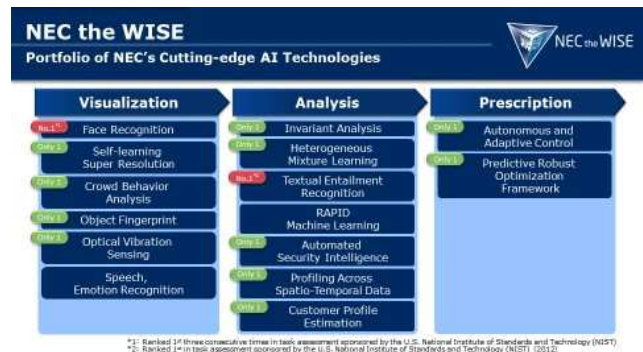 NEC the WISE
Portfolio of NEC's Cutting-edge AI Technologies
NEC the WISE
Visualization
No.1*1 Face Recognition
Only 1 Self-learning
Super Resolution
Only 1 Crowd Behavior
Analysis
Only 1 Object Fingerprint
Only 1 Optical Vibration
Sensing
Speech,
Emotion Recognition
Analysis
Only 1 Invariant Analysis
Only 1 Heterogeneous
Mixture Learning
No.1*2 Textual Entailment
Recognition
RAPID
Machine Learning
Only 1 Automated
Security Intelligence
Only 1 Profiling Across
Spatio-Temporal Data
Only 1 Customer Profile
Estimation
Prescription
Only 1 Autonomous and
Adaptive Control
Only 1 Predictive Robust
Optimization
Framework
*1: Ranked 1st three consecutive times in task assessment sponsored by the U.S. National Institute of Standards and Technology (NIST)
*2: Ranked 1st in task assessment sponsored by the U.S. National Institute of Standards and Technology (NIST) (2012)